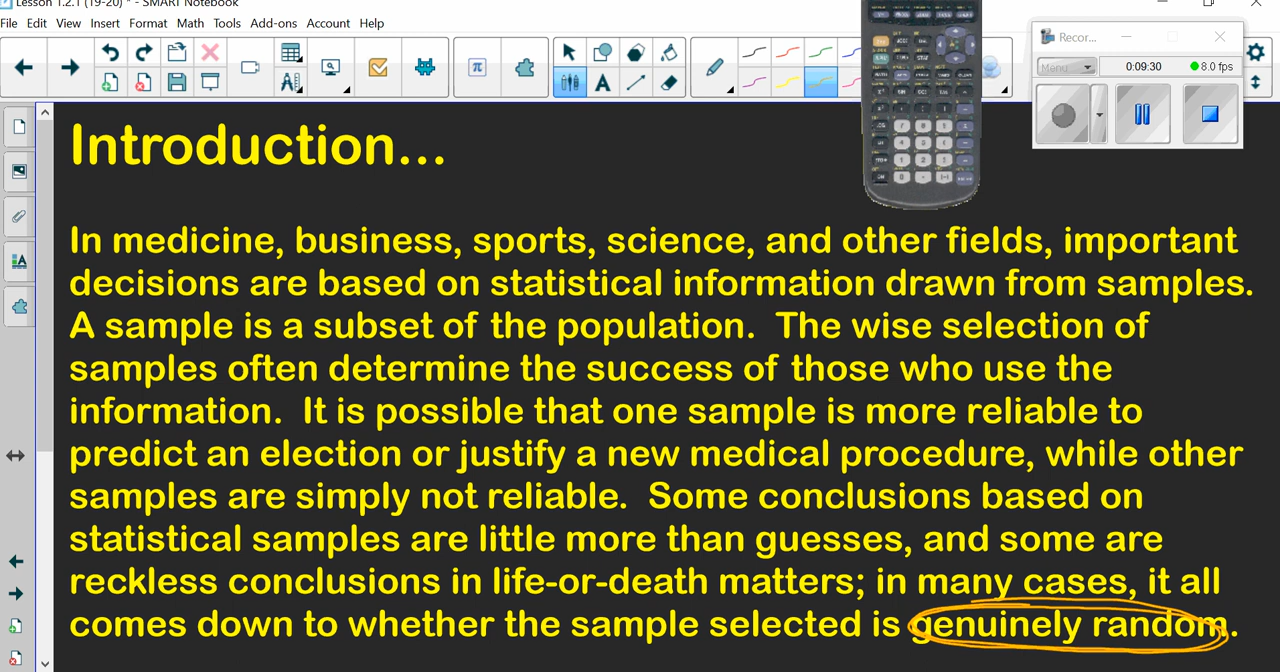 Lesson 1.2.1 (19-20) * - SMART Notebook
File Edit View Insert Format Math Tools Add-ons Account Help
Recor...
Menu 0:09:30 8.0 fps
Introduction...
In medicine, business, sports, science, and other fields, important
decisions are based on statistical information drawn from samples.
A sample is a subset of the population. The wise selection of
samples often determine the success of those who use the
information. It is possible that one sample is more reliable to
predict an election or justify a new medical procedure, while other
samples are simply not reliable. Some conclusions based on
statistical samples are little more than guesses, and some are
reckless conclusions in life-or-death matters; in many cases, it all
comes down to whether the sample selected is genuinely random.